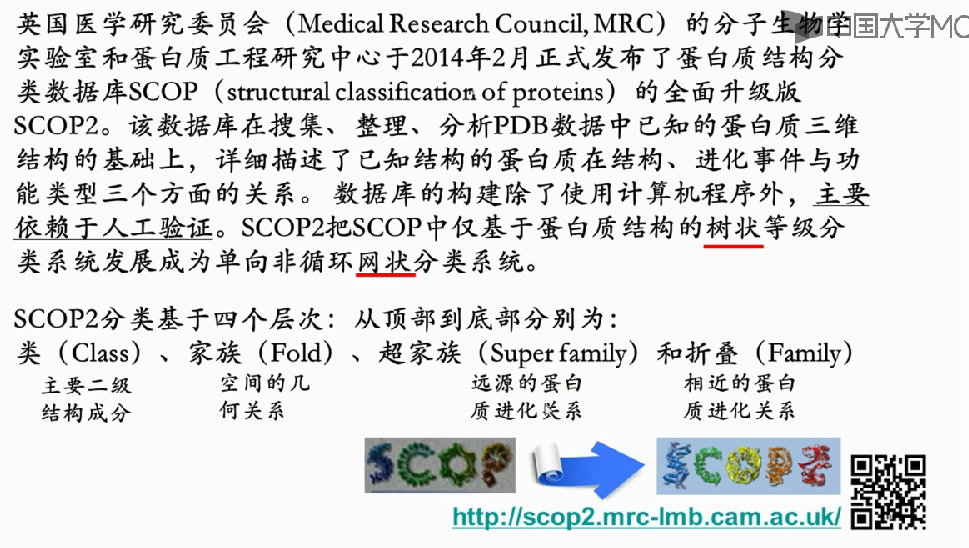 英国医学研究委员会（Medical Research Council, MRC）的分子生物学
中国大学MO
实验室和蛋白质工程研究中心于2014年2月正式发布了蛋白质结构分
类数据库SCOP（structural classification of proteins）的全面升级版
SCOP2。该数据库在搜集、整理、分析PDB数据中已知的蛋白质三维
结构的基础上，详细描述了已知结构的蛋白质在结构、进化事件与功
能类型三个方面的关系。 数据库的构建除了使用计算机程序外，主要
依赖于人工验证。SCOP2把SCOP中仅基于蛋白质结构的树状等级分
类系统发展成为单向非循环网状分类系统。
SCOP2分类基于四个层次：从顶部到底部分别为：
类（Class）、家族（Fold）、超家族（Super family）和折叠（Family）
主要二级 空间的几 远源的蛋白 相近的蛋白
结构成分 何关系 质进化关系 质进化关系
SCOP SCOP2
http://scop2.mrc-lmb.cam.ac.uk/